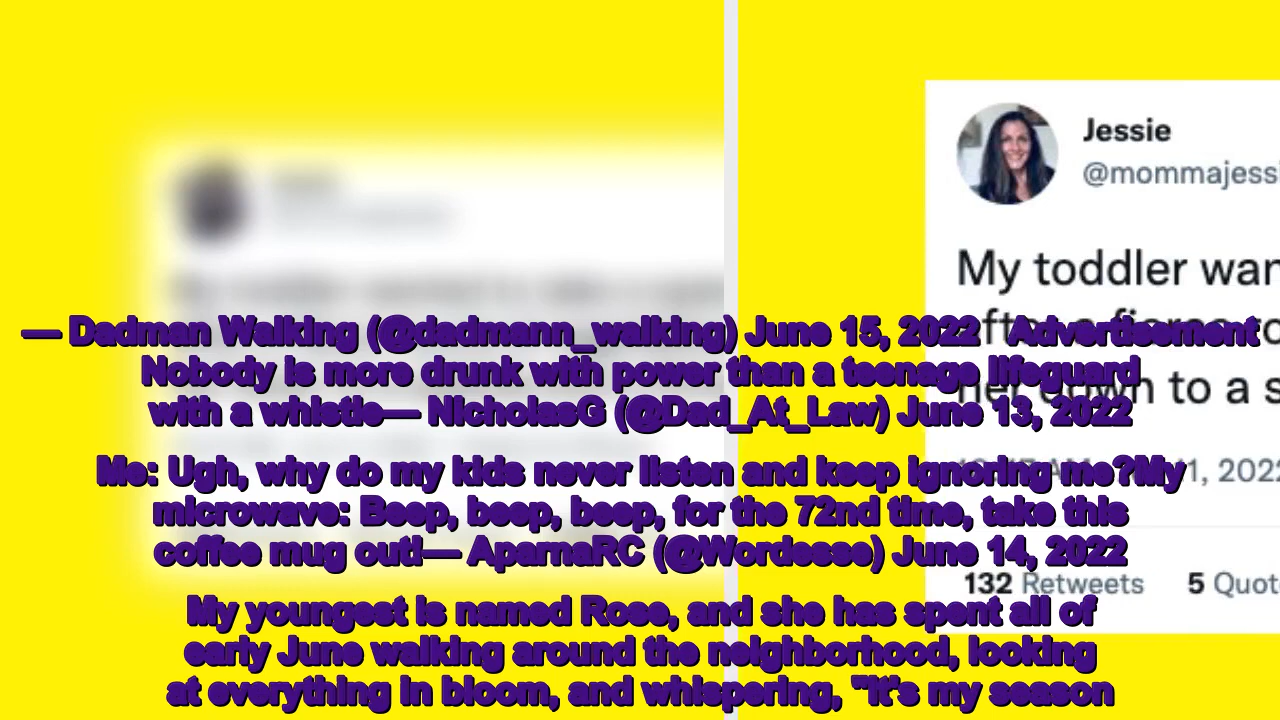 Jessie
@mommajessi
My toddler wan
— Dadman Walking (@dadmann_walking) June 15, 2022 Advertisement
Nobody is more drunk with power than a teenage lifeguard
her down to a s
with a whistle— NicholasG (@Dad_At_Law) June 13, 2022
Me: Ugh, why do my kids never listen and keep ignoring me?My
1, 2022
microwave: Beep, beep, beep, for the 72nd time, take this
coffee mug out!— AparnaRC (@Wordesse) June 14, 2022
132 Retweets 5 Quot
My youngest is named Rose, and she has spent all of
early June walking around the neighborhood, looking
at everything in bloom, and whispering, "It's my season